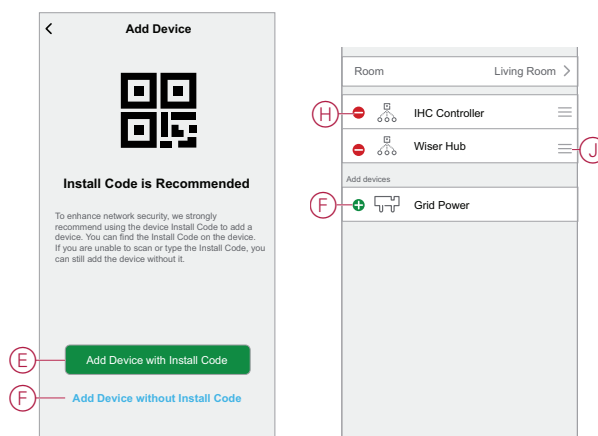 Add Device
Install Code is Recommended
To enhance network security, we strongly
recommend using the device Install Code to add a
device. You can find the Install Code on the device.
If you are unable to scan or type the Install Code, you
can still add the device without it.
E
Add Device with Install Code
F
Add Device without Install Code
Room Living Room
H
IHC Controller
Wiser Hub
J
Add devices
F
Grid Power